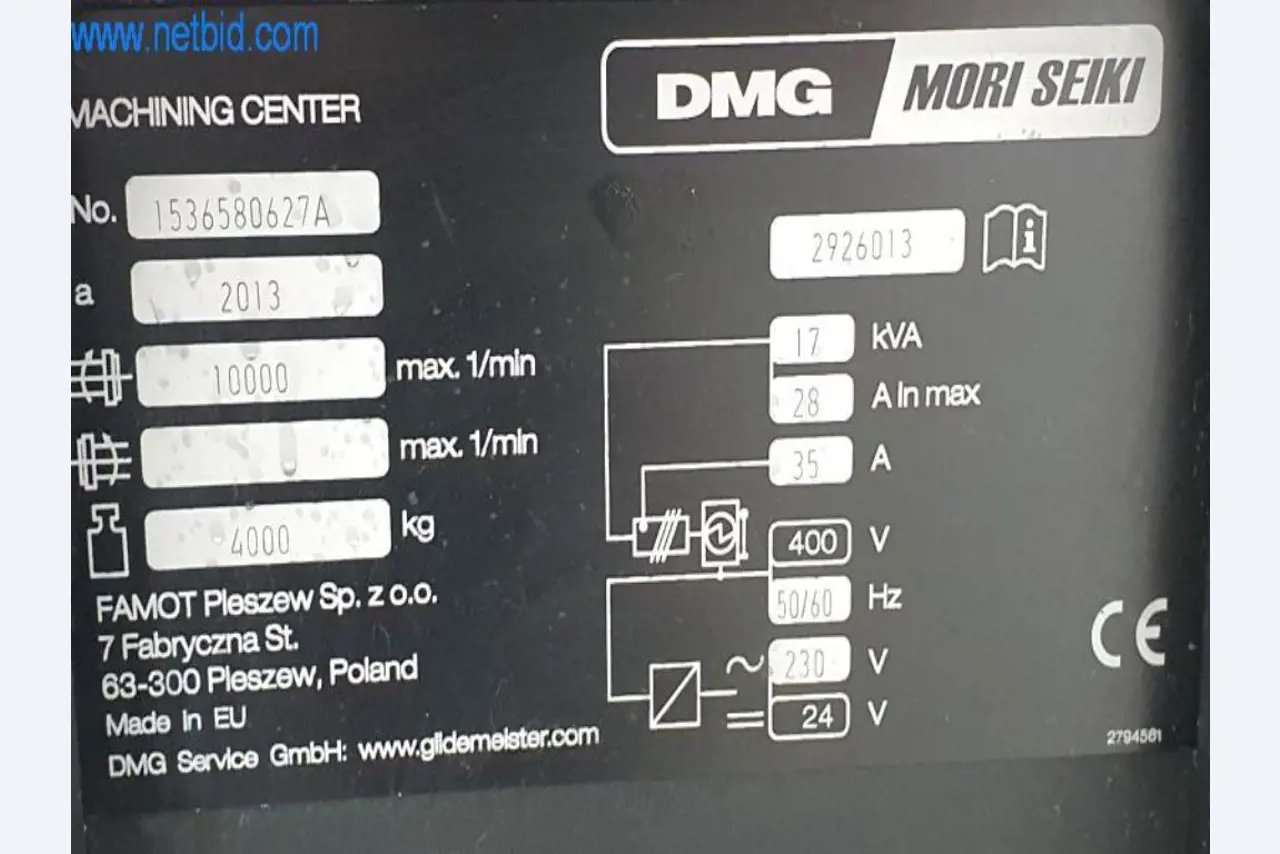 www.netbid.com
DMG MORI SEIKI
MACHINING CENTER
No. 1536580627A
2926013
a 2013
10000 max. 1/min
max. 1/min
4000 kg
17 kVA
28 A In max
35 A
400 V
50/60 Hz
~ 230 V
= 24 V
FAMOT Pleszew Sp. z o.o.
7 Fabryczna St.
63-300 Pleszew, Poland
Made In EU
DMG Service GmbH: www.gildemeister.com
CE
2794561